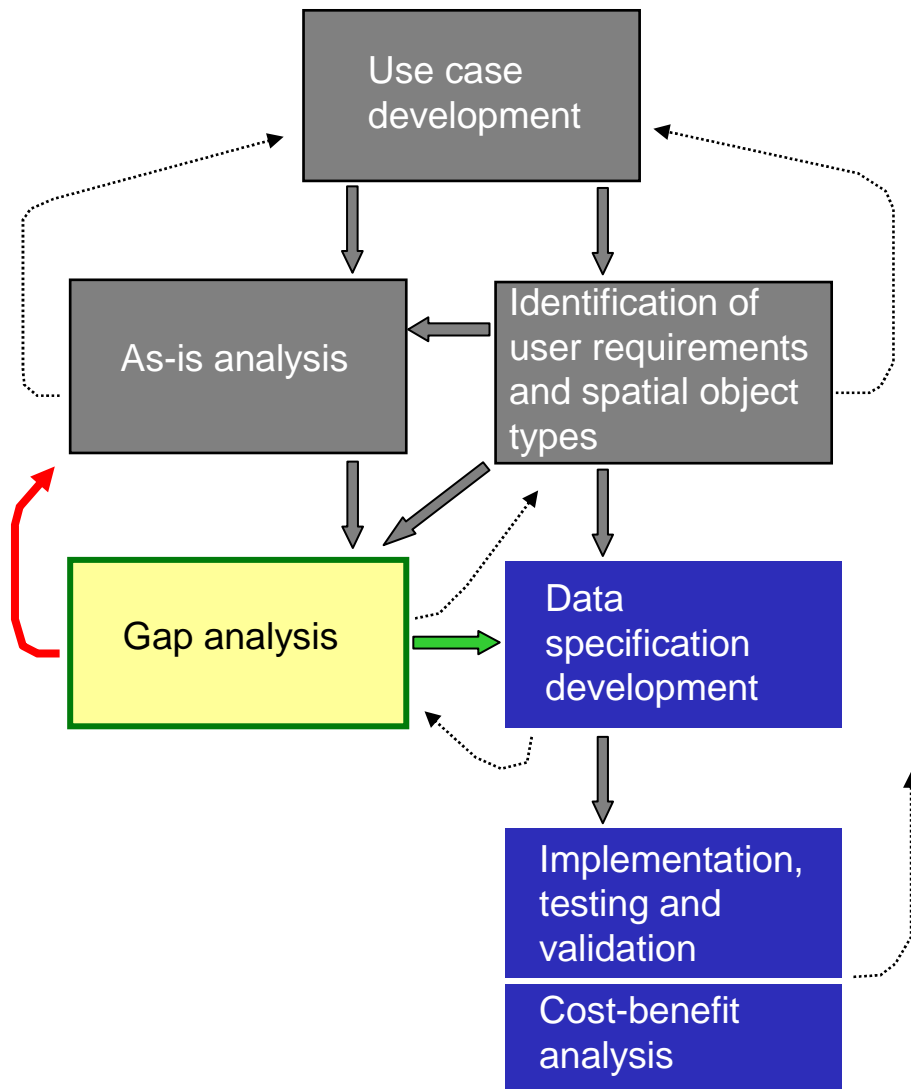 Use case
development
As-is analysis
Identification of
user requirements
and spatial object
types
Gap analysis
Data
specification
development
Implementation,
testing and
validation
Cost-benefit
analysis